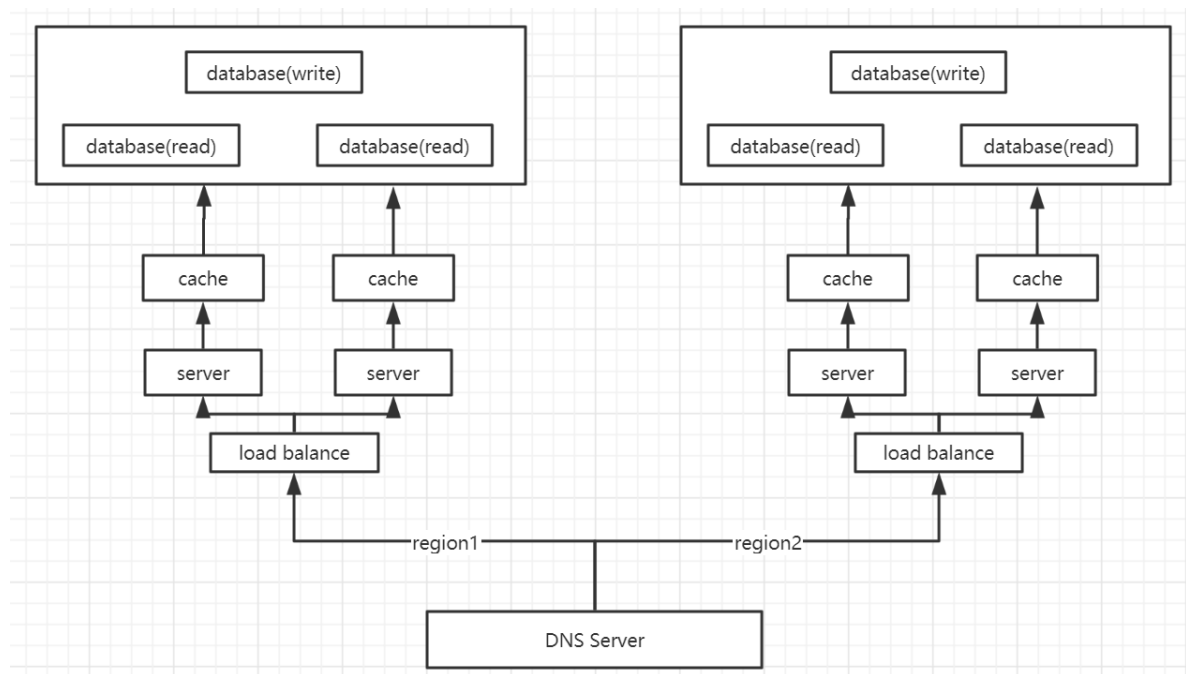 database(write)
database(write)
database(read)
database(read)
database(read)
database(read)
cache
cache
cache
cache
server
server
server
server
load balance
load balance
region1
region2
DNS Server